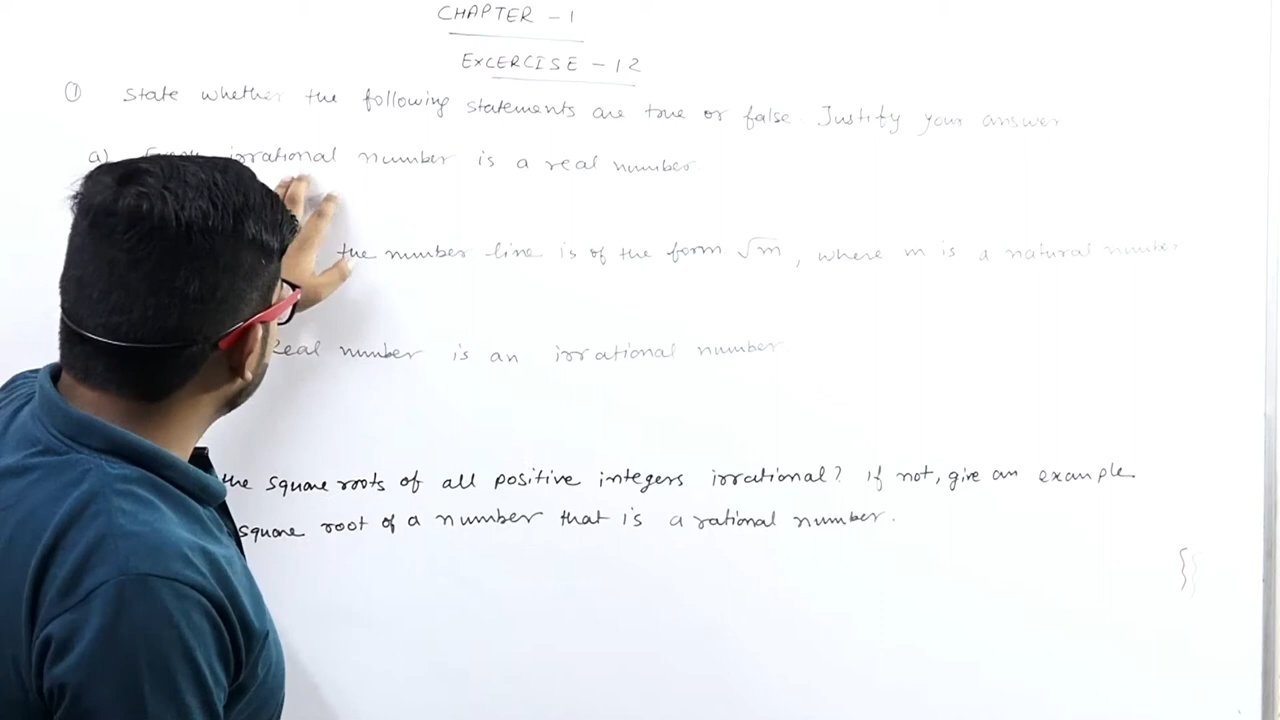 CHAPTER - 1
EXCERCISE - 12
① State whether the following statements are true or false. Justify your answer
a) Every irrational number is a real number.
the number line is of the form √m, where m is a natural number
Real number is an irrational number.
the square roots of all positive integers irrational? if not, give an example
square root of a number that is a rational number.